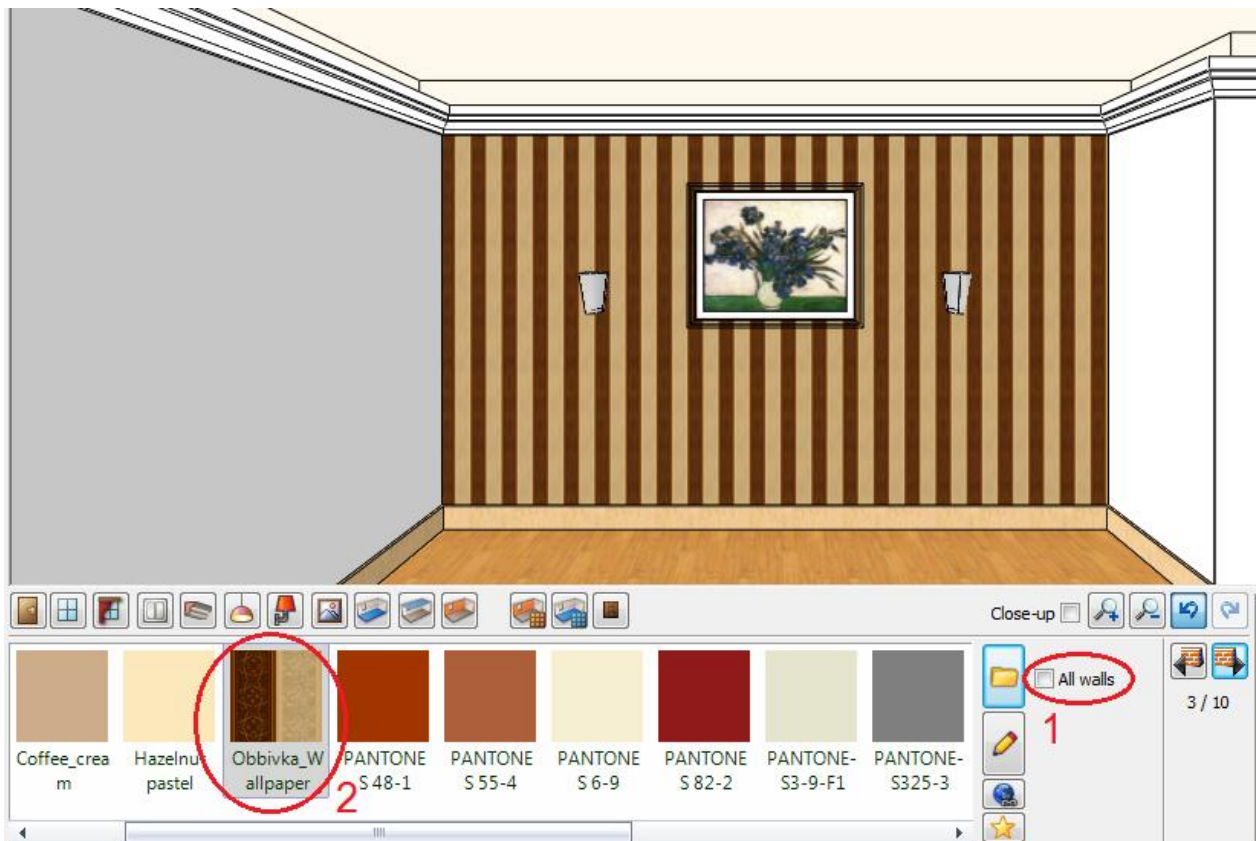 Close-up
All walls
1
3 / 10
Coffee_crea
m
Hazelnu
pastel
Obbivka_W
allpaper
2
PANTONE
S 48-1
PANTONE
S 55-4
PANTONE
S 6-9
PANTONE
S 82-2
PANTONE-
S3-9-F1
PANTONE-
S325-3